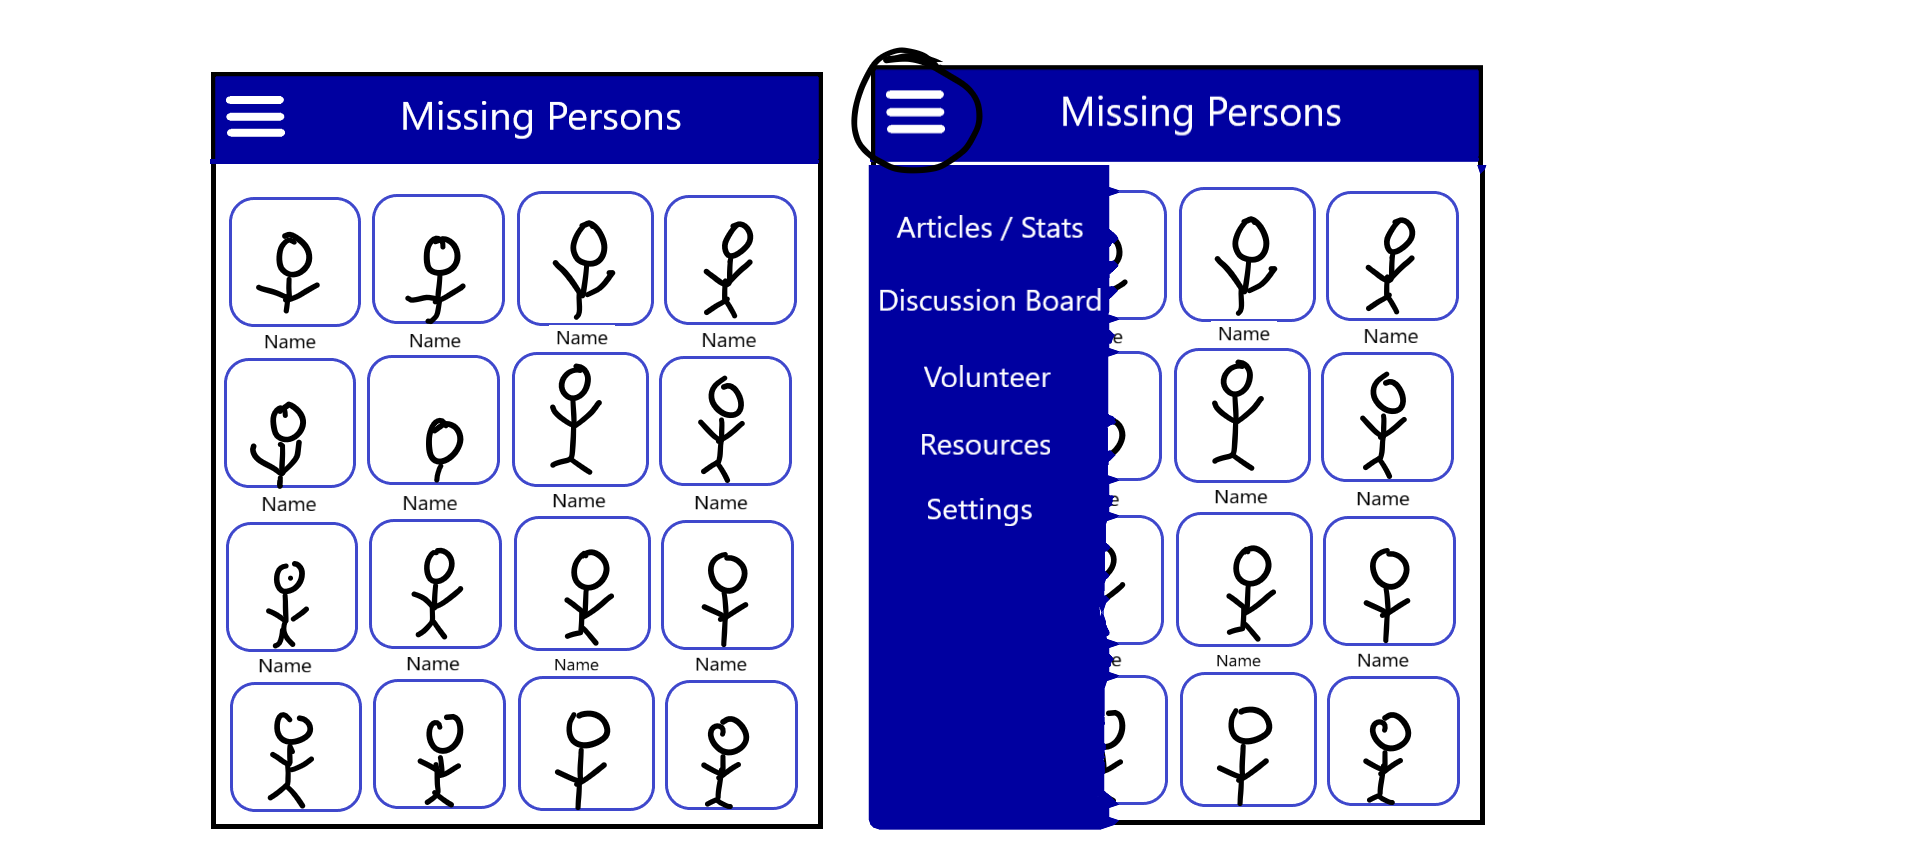 Missing Persons
Name Name Name Name
Name Name Name Name
Name Name Name Name
Missing Persons
Articles / Stats
Discussion Board
Volunteer
Resources
Settings
e Name Name
e Name Name
e Name Name